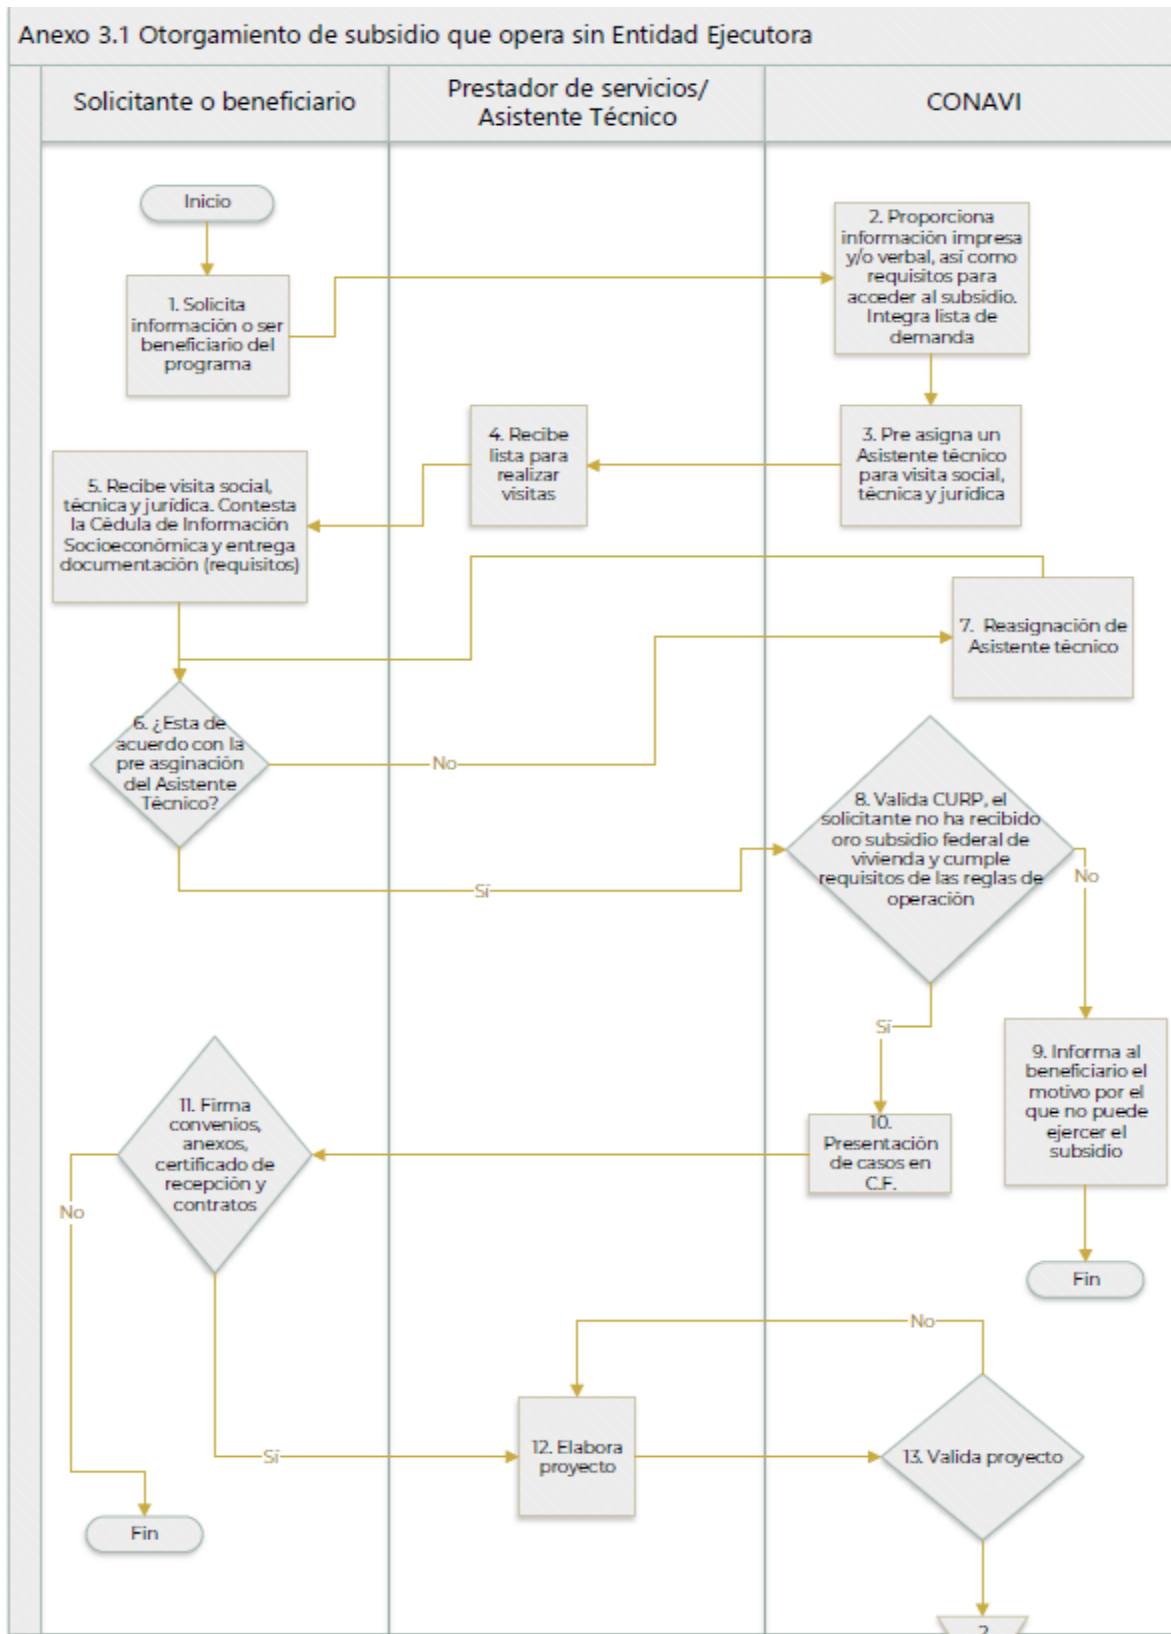 Anexo 3.1 Otorgamiento de subsidio que opera sin Entidad Ejecutora
Solicitante o beneficiario
Prestador de servicios/
Asistente Técnico
CONAVI
Inicio
1. Solicita
información o ser
beneficiario del
programa
2. Proporciona
información impresa
y/o verbal, así como
requisitos para
acceder al subsidio.
Integra lista de
demanda
3. Pre asigna un
Asistente técnico
para visita social,
técnica y jurídica
4. Recibe
lista para
realizar
visitas
5. Recibe visita social,
técnica y jurídica. Contesta
la Cédula de Información
Socioeconómica y entrega
documentación (requisitos)
7. Reasignación de
Asistente técnico
6. ¿Esta de
acuerdo con la
pre asginación
del Asistente
Técnico?
No
Sí
8. Valida CURP, el
solicitante no ha recibido
oro subsidio federal de
vivienda y cumple
requisitos de las reglas de
operación
No
Sí
9. Informa al
beneficiario el
motivo por el
que no puede
ejercer el
subsidio
Fin
10.
Presentación
de casos en
C.F.
11. Firma
convenios,
anexos,
certificado de
recepción y
contratos
No
Sí
Fin
12. Elabora
proyecto
No
13. Valida proyecto
2